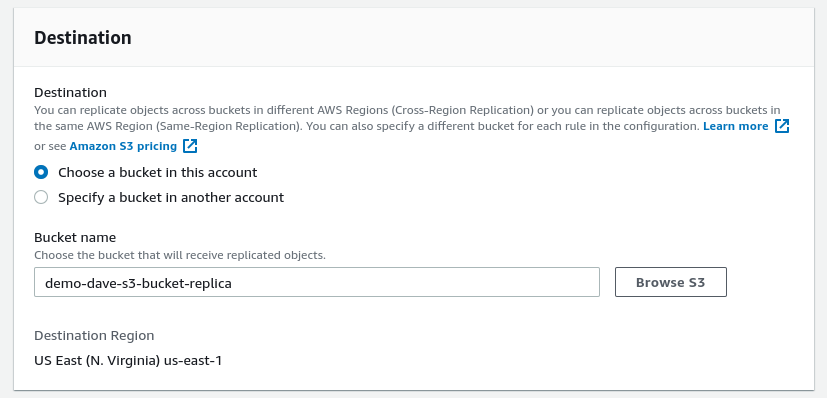 Destination
Destination
You can replicate objects across buckets in different AWS Regions (Cross-Region Replication) or you can replicate objects across buckets in
the same AWS Region (Same-Region Replication). You can also specify a different bucket for each rule in the configuration. Learn more
or see Amazon S3 pricing
Choose a bucket in this account
Specify a bucket in another account
Bucket name
Choose the bucket that will receive replicated objects.
demo-dave-s3-bucket-replica
Browse S3
Destination Region
US East (N. Virginia) us-east-1